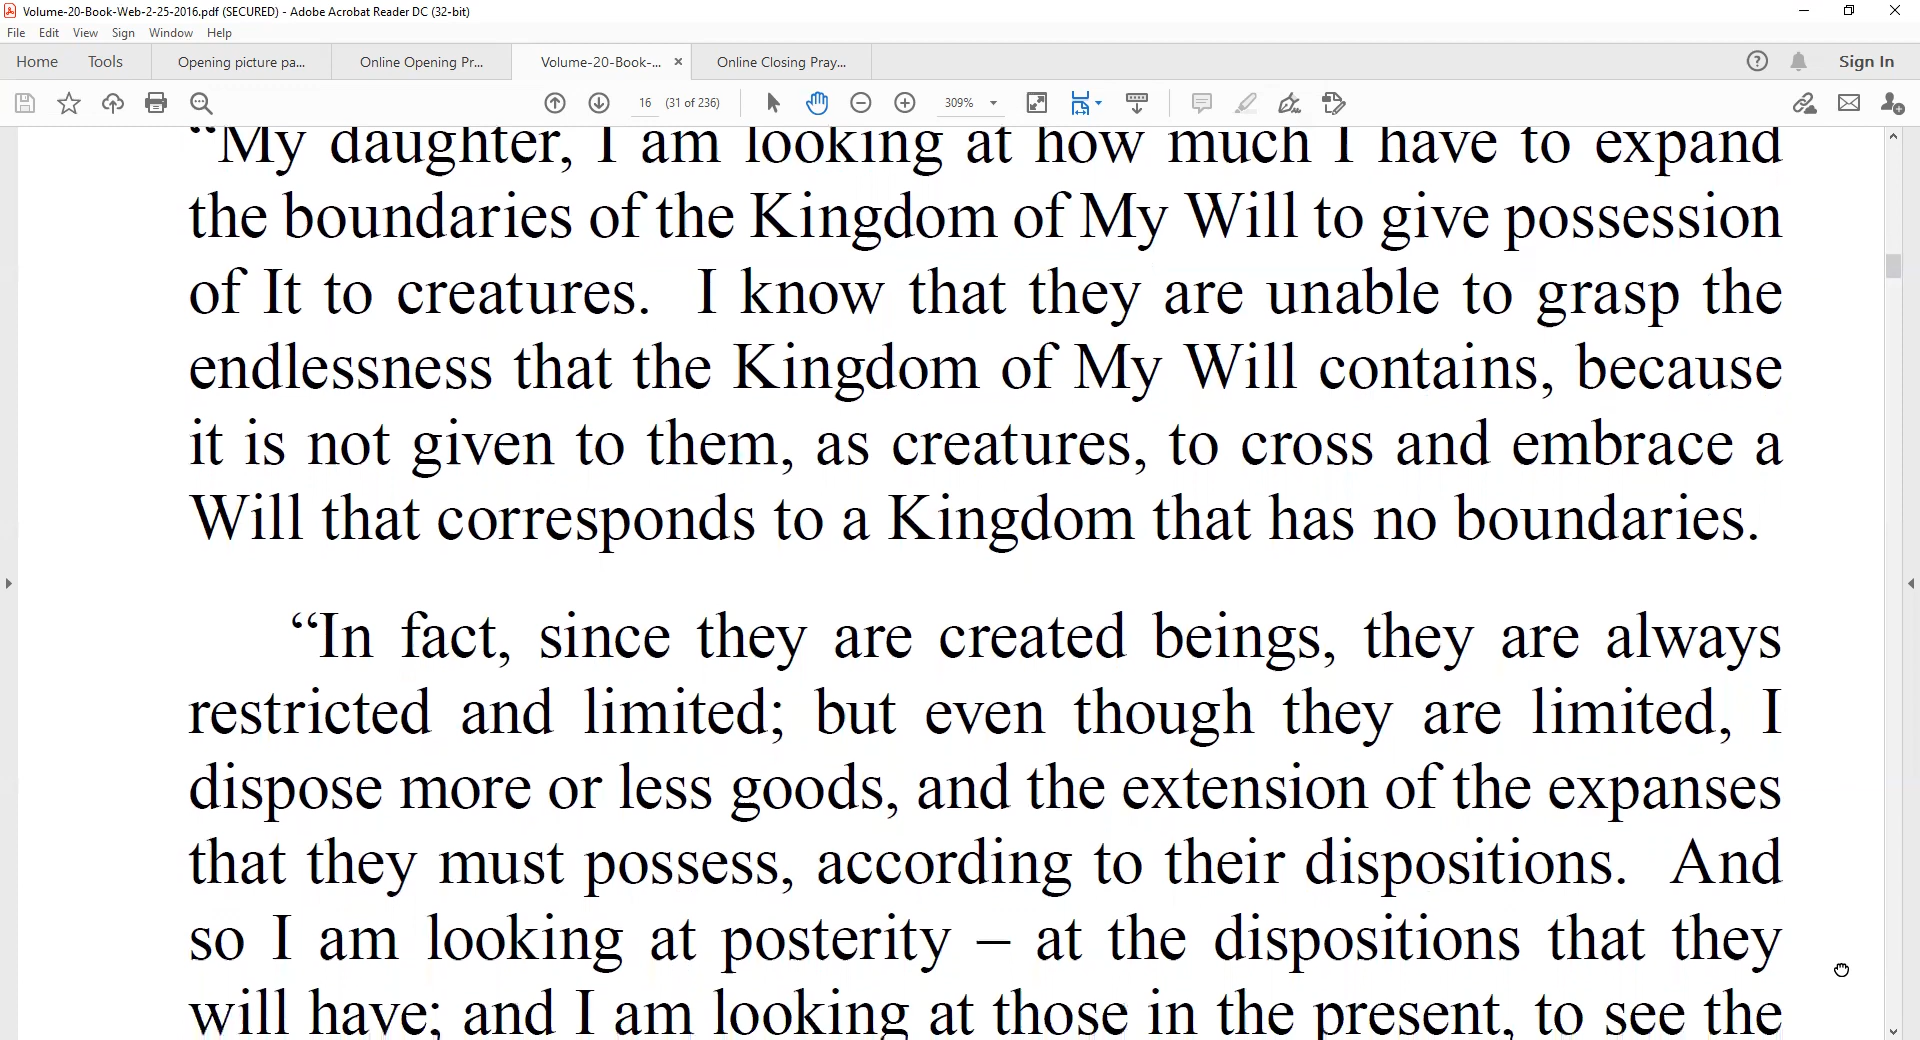 Volume-20-Book-Web-2-25-2016.pdf (SECURED) - Adobe Acrobat Reader DC (32-bit)
File Edit View Sign Window Help
Home Tools Opening picture pa... Online Opening Pr... Volume-20-Book-... × Online Closing Pray... Sign In
16 (31 of 236) 309%
“My daughter, I am looking at how much I have to expand
the boundaries of the Kingdom of My Will to give possession
of It to creatures. I know that they are unable to grasp the
endlessness that the Kingdom of My Will contains, because
it is not given to them, as creatures, to cross and embrace a
Will that corresponds to a Kingdom that has no boundaries.
“In fact, since they are created beings, they are always
restricted and limited; but even though they are limited, I
dispose more or less goods, and the extension of the expanses
that they must possess, according to their dispositions. And
so I am looking at posterity – at the dispositions that they
will have; and I am looking at those in the present, to see the